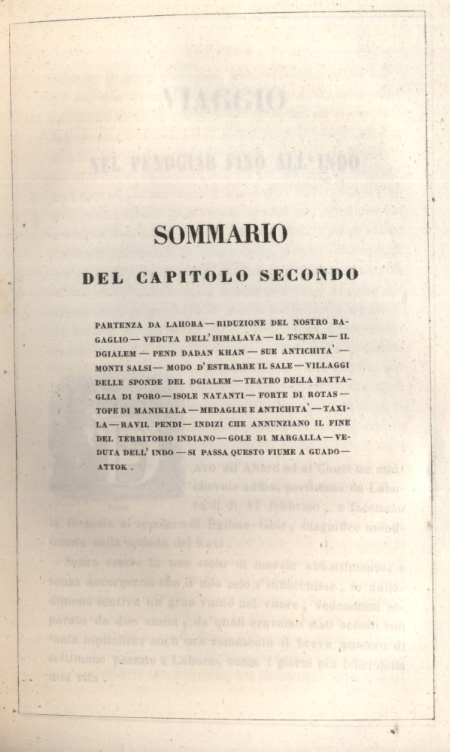 SOMMARIO
DEL CAPITOLO SECONDO
PARTENZA DA LAHORA — RIDUZIONE DEL NOSTRO BA-
GAGLIO — VEDUTA DELL'HIMALAYA — IL TSCENAB — IL
DGIALEM — PEND DADAN KHAN — SUE ANTICHITA' —
MONTI SALSI — MODO D'ESTRARRE IL SALE — VILLAGGI
DELLE SPONDE DEL DGIALEM — TEATRO DELLA BATTA-
GLIA DI PORO — ISOLE NATANTI — FORTE DI ROTAS —
TOPE DI MANIKIALA — MEDAGLIE E ANTICHITA' — TAXI-
LA — RAVIL PENDI — INDIZI CHE ANNUNZIANO IL FINE
DEL TERRITORIO INDIANO — GOLE DI MARGALLA — VE-
DUTA DELL' INDO — SI PASSA QUESTO FIUME A GUADO —
ATTOK .